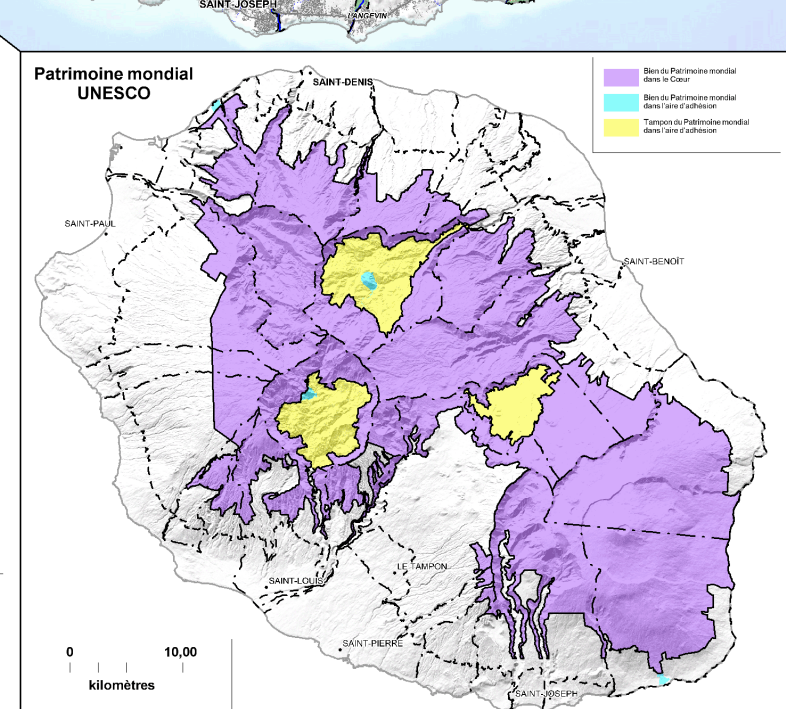 SAINT-JOSEPH
LANGEVIN
Patrimoine mondial
UNESCO
Bien du Patrimoine mondial
dans le Cœur
Bien du Patrimoine mondial
dans l'aire d'adhésion
Tampon du Patrimoine mondial
dans l'aire d'adhésion
SAINT-DENIS
SAINT-PAUL
SAINT-BENOÎT
LE TAMPON
SAINT-LOUIS
SAINT-PIERRE
SAINT-JOSEPH
0 10,00
kilomètres